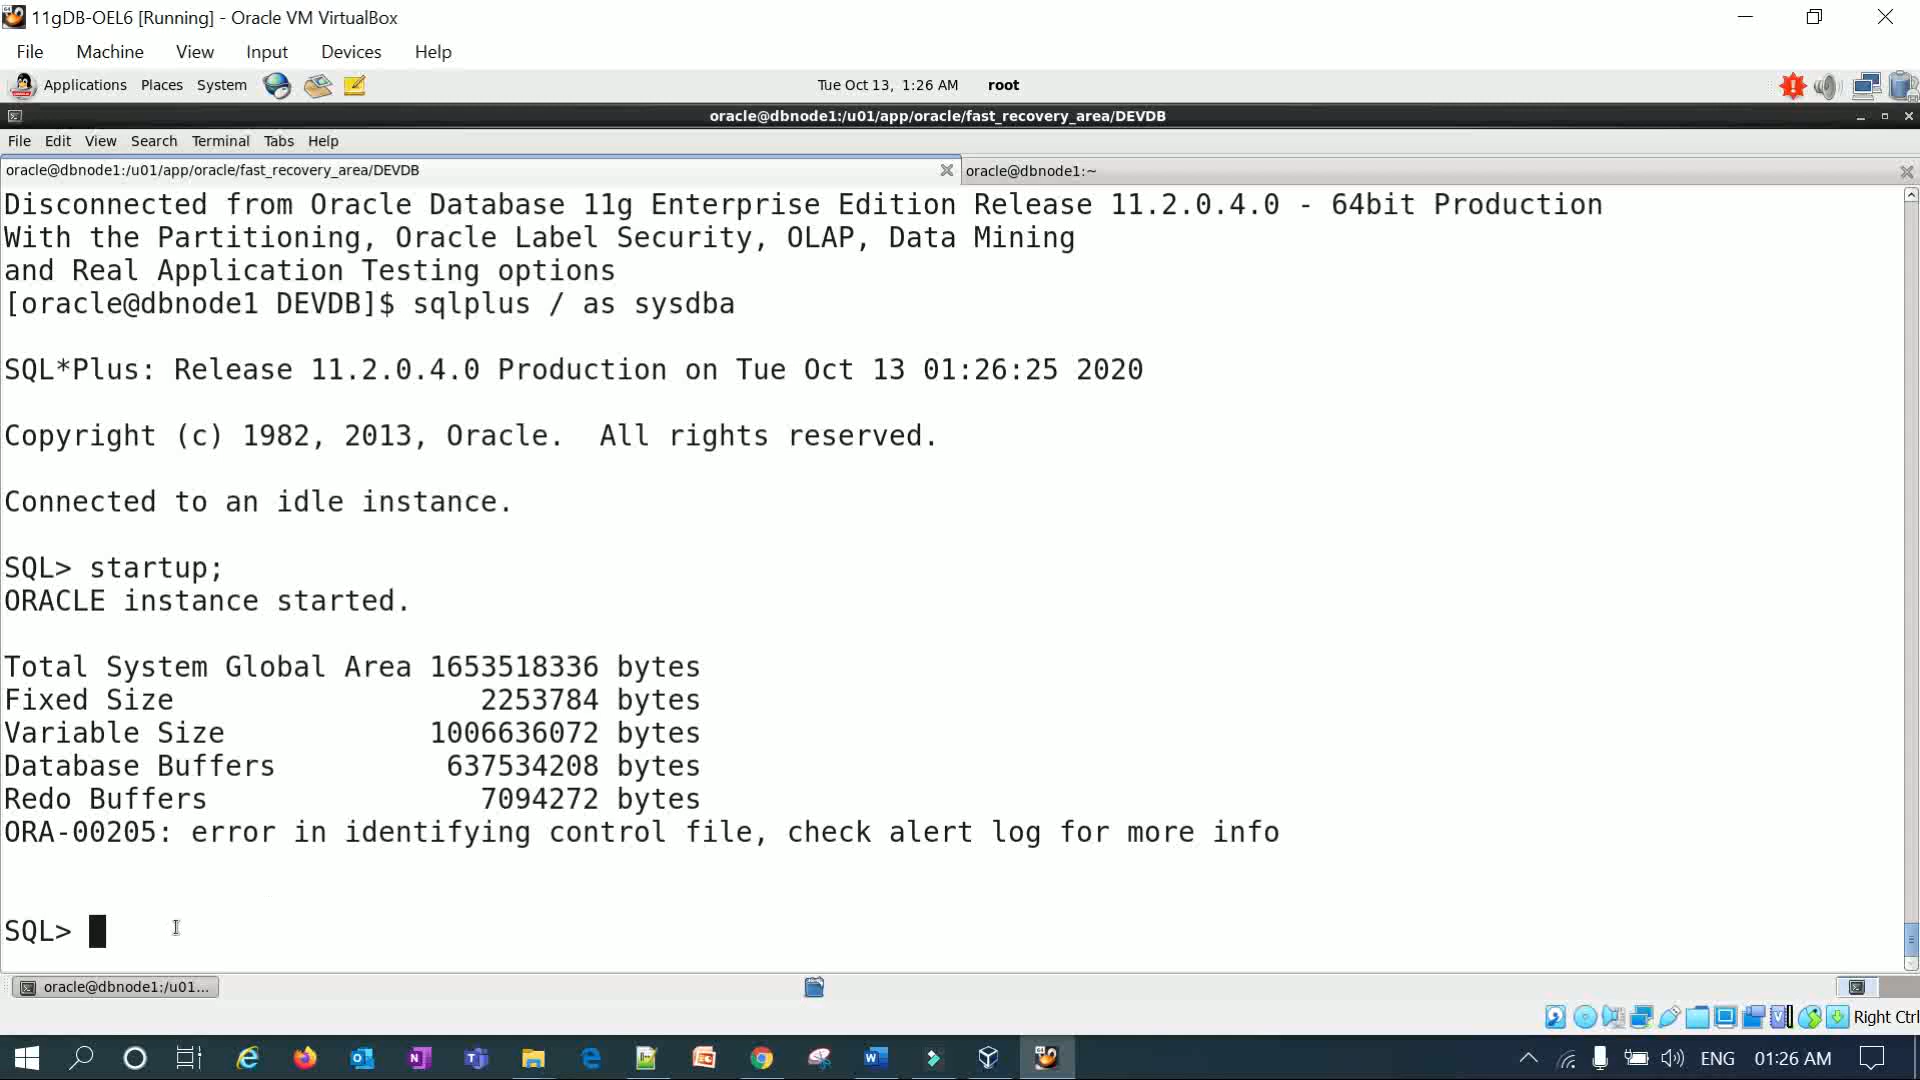 11gDB-OEL6 [Running] - Oracle VM VirtualBox
File Machine View Input Devices Help
Applications Places System Tue Oct 13, 1:26 AM root
oracle@dbnode1:/u01/app/oracle/fast_recovery_area/DEVDB
File Edit View Search Terminal Tabs Help
oracle@dbnode1:/u01/app/oracle/fast_recovery_area/DEVDB oracle@dbnode1:~
Disconnected from Oracle Database 11g Enterprise Edition Release 11.2.0.4.0 - 64bit Production
With the Partitioning, Oracle Label Security, OLAP, Data Mining
and Real Application Testing options
[oracle@dbnode1 DEVDB]$ sqlplus / as sysdba
SQL*Plus: Release 11.2.0.4.0 Production on Tue Oct 13 01:26:25 2020
Copyright (c) 1982, 2013, Oracle.  All rights reserved.
Connected to an idle instance.
SQL> startup;
ORACLE instance started.
Total System Global Area 1653518336 bytes
Fixed Size 2253784 bytes
Variable Size 1006636072 bytes
Database Buffers 637534208 bytes
Redo Buffers 7094272 bytes
ORA-00205: error in identifying control file, check alert log for more info
SQL>
oracle@dbnode1:/u01...
Right Ctrl
ENG 01:26 AM